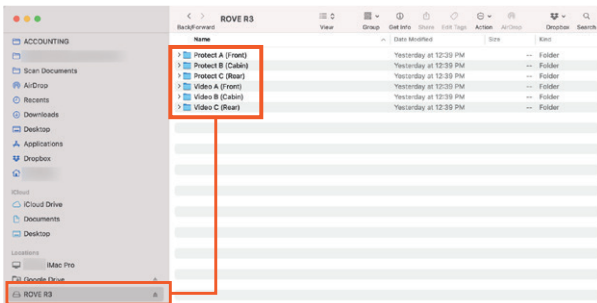 ROVE R3
Back/Forward View Group Get Info Share Edit Tags Action AirDrop Dropbox Search
Name Date Modified Size Kind
Protect A (Front) Yesterday at 12:39 PM -- Folder
Protect B (Cabin) Yesterday at 12:39 PM -- Folder
Protect C (Rear) Yesterday at 12:39 PM -- Folder
Video A (Front) Yesterday at 12:39 PM -- Folder
Video B (Cabin) Yesterday at 12:39 PM -- Folder
Video C (Rear) Yesterday at 12:39 PM -- Folder
ACCOUNTING
Scan Documents
AirDrop
Recents
Downloads
Desktop
Applications
Dropbox
iCloud
iCloud Drive
Documents
Desktop
Locations
iMac Pro
Google Drive
ROVE R3